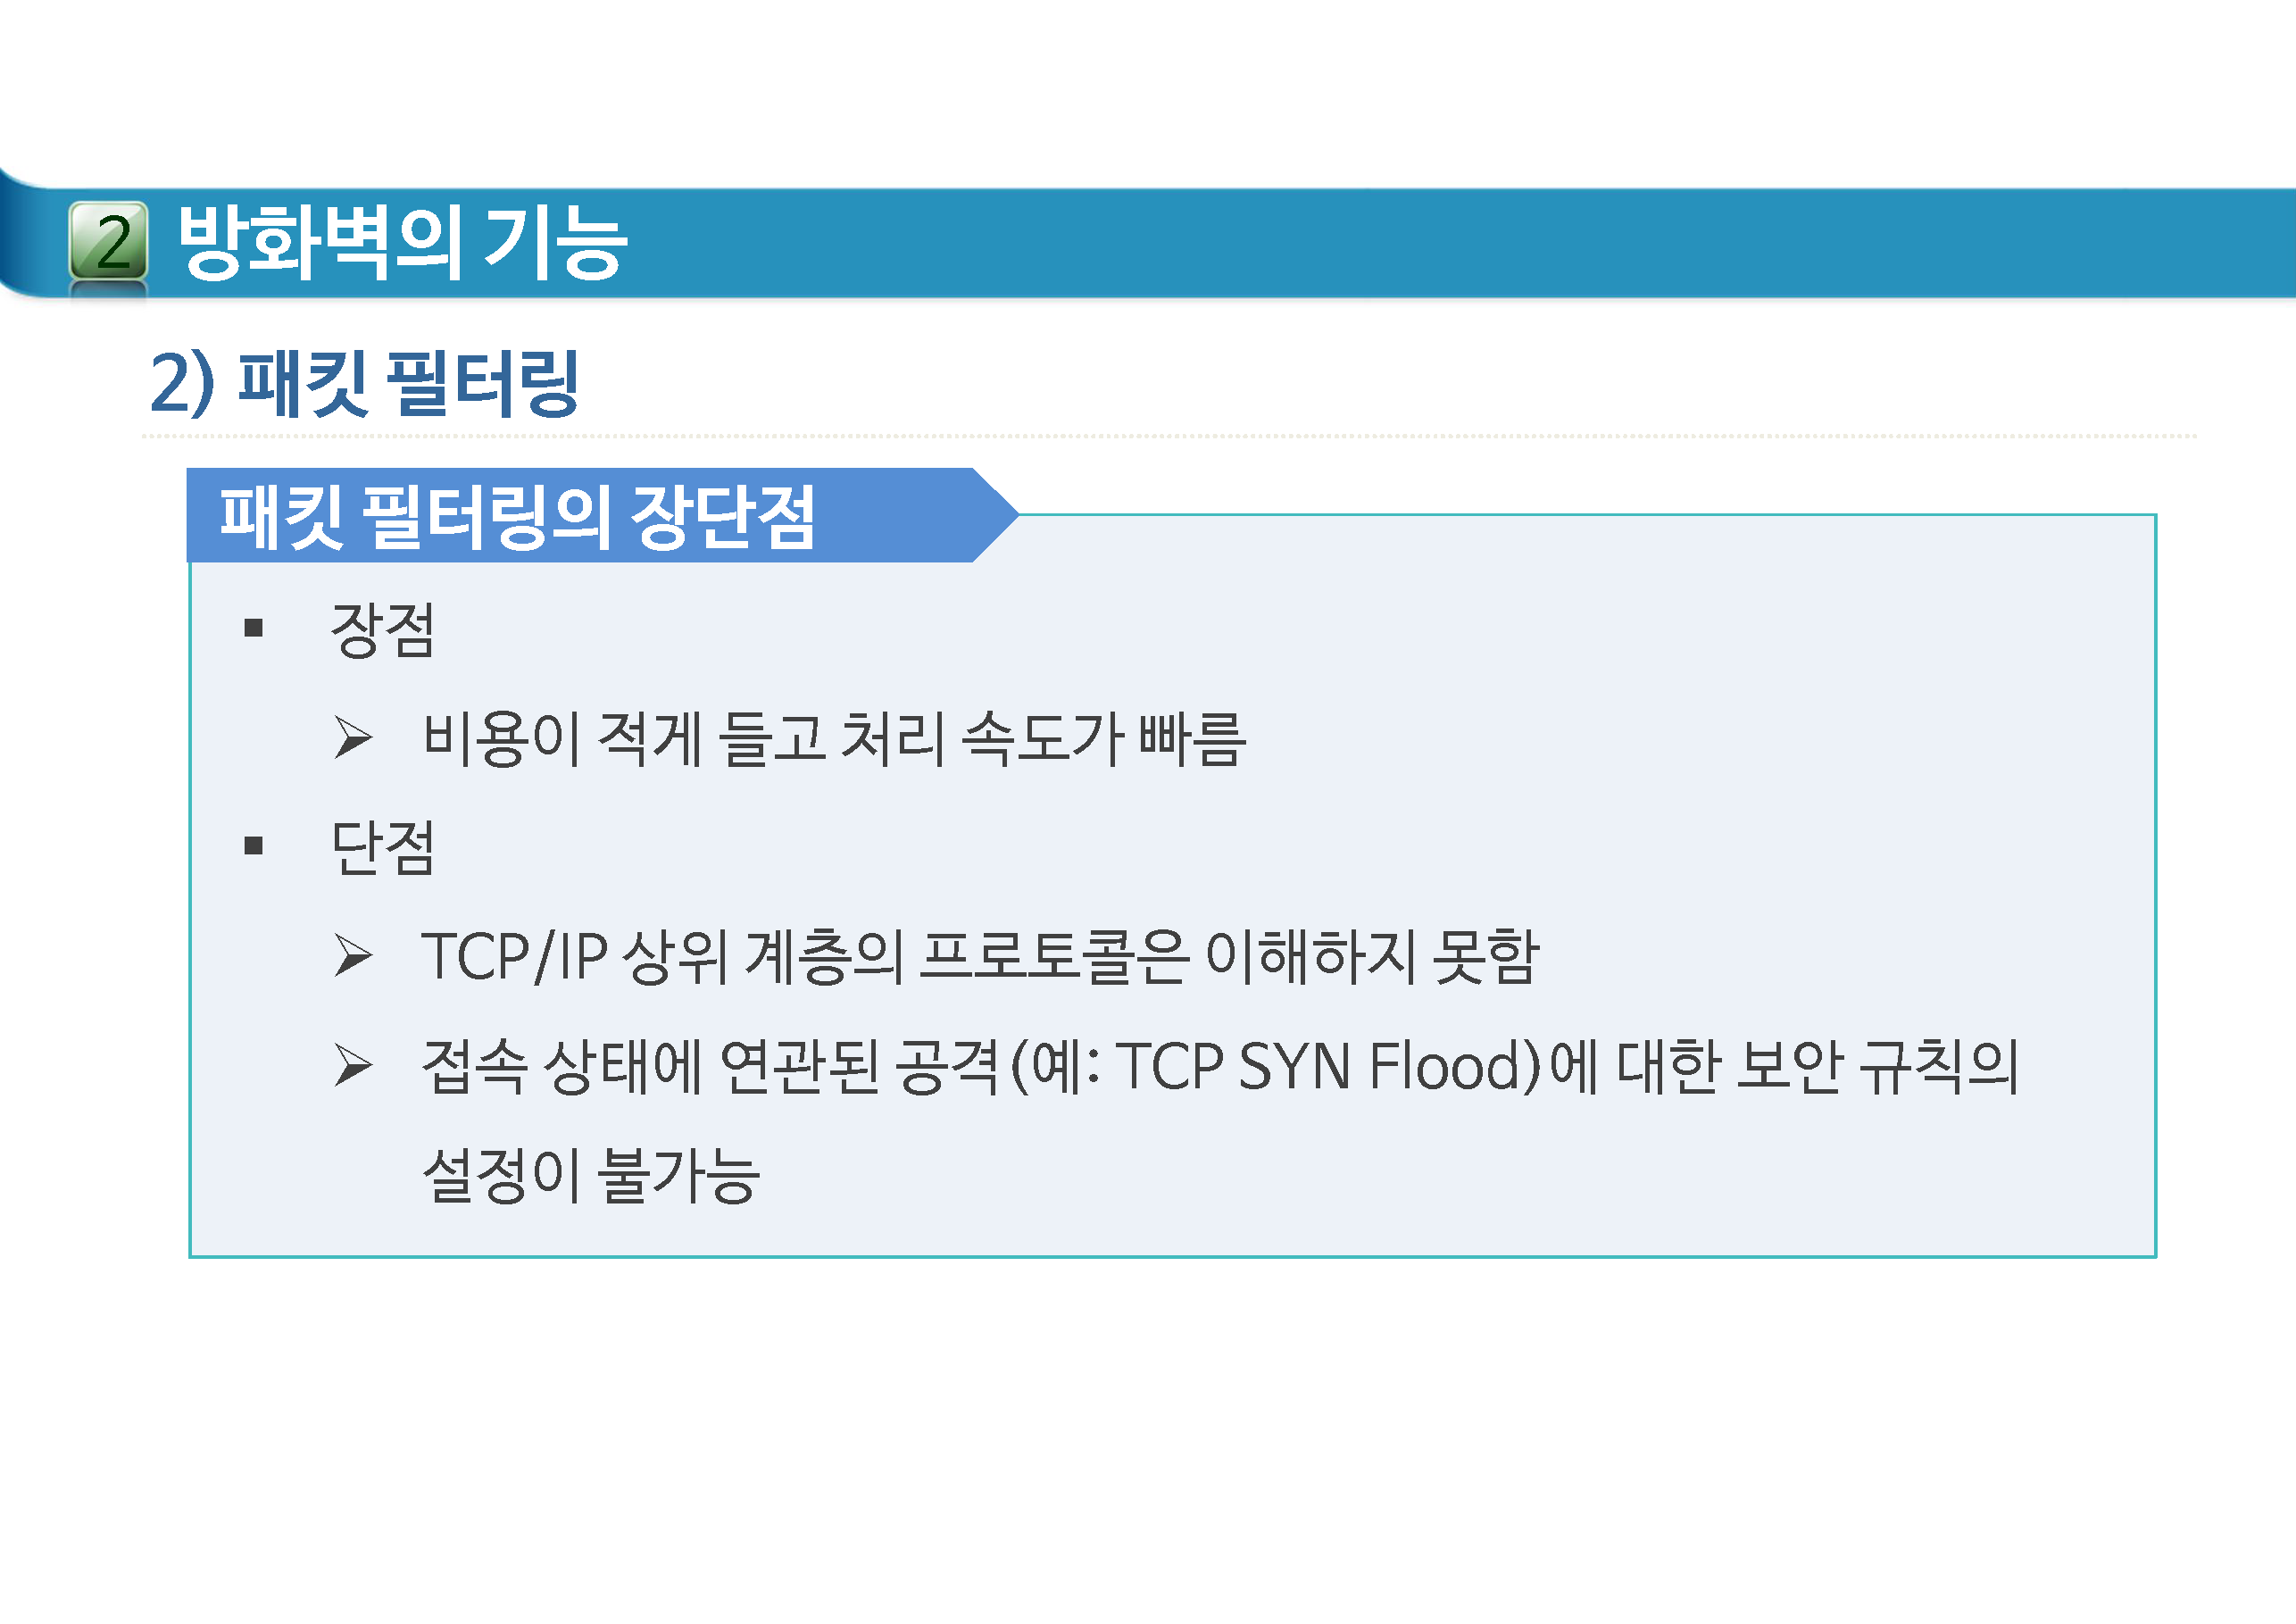 2 방화벽의 기능
2) 패킷 필터링
패킷 필터링의 장단점
▪ 장점
➢ 비용이 적게 들고 처리 속도가 빠름
▪ 단점
➢ TCP/IP 상위 계층의 프로토콜은 이해하지 못함
➢ 접속 상태에 연관된 공격(예: TCP SYN Flood)에 대한 보안 규칙의
설정이 불가능